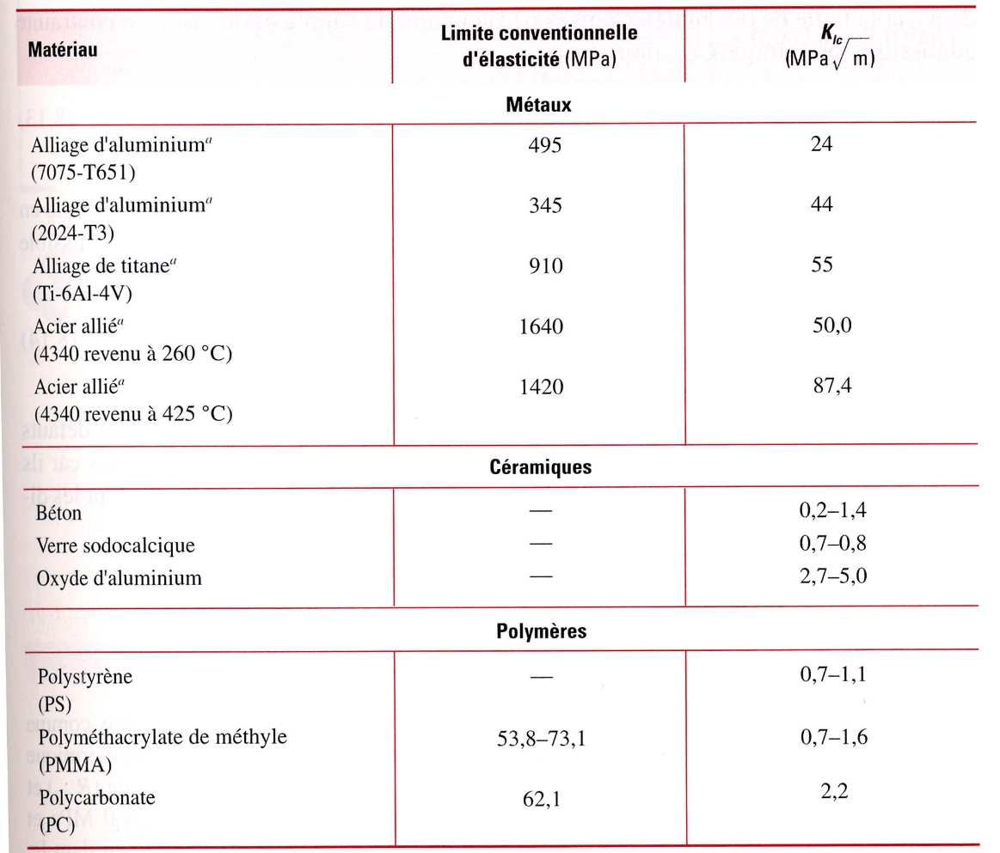 Matériau Limite conventionnelle d'élasticité (MPa) K_Ic (MPa √m)
Métaux
Alliage d'aluminium^a 495 24
(7075-T651)
Alliage d'aluminium^a 345 44
(2024-T3)
Alliage de titane^a 910 55
(Ti-6Al-4V)
Acier allié^a 1640 50,0
(4340 revenu à 260 °C)
Acier allié^a 1420 87,4
(4340 revenu à 425 °C)
Céramiques
Béton — 0,2–1,4
Verre sodocalcique — 0,7–0,8
Oxyde d'aluminium — 2,7–5,0
Polymères
Polystyrène — 0,7–1,1
(PS)
Polyméthacrylate de méthyle 53,8–73,1 0,7–1,6
(PMMA)
Polycarbonate 62,1 2,2
(PC)